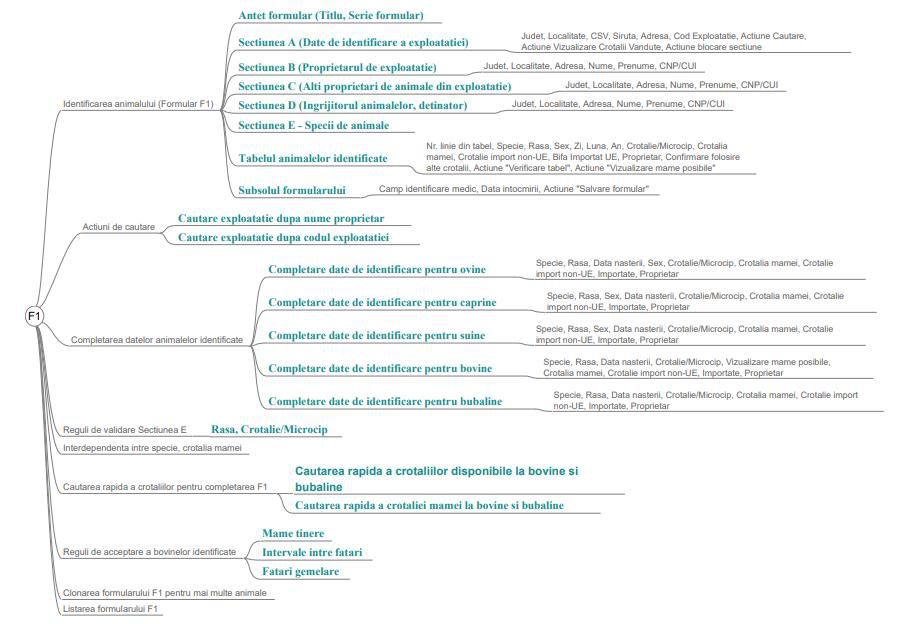 F1
Identificarea animalului (Formular F1)
Antet formular (Titlu, Serie formular)
Sectiunea A (Date de identificare a exploatatiei)
Judet, Localitate, CSV, Siruta, Adresa, Cod Exploatatie, Actiune Cautare,
Actiune Vizualizare Crotalii Vandute, Actiune blocare sectiune
Sectiunea B (Proprietarul de exploatatie)
Judet, Localitate, Adresa, Nume, Prenume, CNP/CUI
Sectiunea C (Alti proprietari de animale din exploatatie)
Judet, Localitate, Adresa, Nume, Prenume, CNP/CUI
Sectiunea D (Ingrijitorul animalelor, detinator)
Judet, Localitate, Adresa, Nume, Prenume, CNP/CUI
Sectiunea E - Specii de animale
Tabelul animalelor identificate
Nr. linie din tabel, Specie, Rasa, Sex, Zi, Luna, An, Crotalie/Microcip, Crotalia
mamei, Crotalie import non-UE, Bifa Importat UE, Proprietar, Confirmare folosire
alte crotalii, Actiune "Verificare tabel", Actiune "Vizualizare mame posibile"
Subsolul formularului
Camp identificare medic, Data intocmirii, Actiune "Salvare formular"
Actiuni de cautare
Cautare exploatatie dupa nume proprietar
Cautare exploatatie dupa codul exploatatiei
Completarea datelor animalelor identificate
Completare date de identificare pentru ovine
Specie, Rasa, Data nasterii, Sex, Crotalie/Microcip, Crotalia mamei, Crotalie
import non-UE, Importate, Proprietar
Completare date de identificare pentru caprine
Specie, Rasa, Sex, Data nasterii, Crotalie/Microcip, Crotalia mamei, Crotalie
import non-UE, Importate, Proprietar
Completare date de identificare pentru suine
Specie, Rasa, Sex, Data nasterii, Crotalie/Microcip, Crotalia mamei, Crotalie
import non-UE, Importate, Proprietar
Completare date de identificare pentru bovine
Specie, Rasa, Data nasterii, Crotalie/Microcip, Vizualizare mame posibile,
Crotalia mamei, Crotalie import non-UE, Importate, Proprietar
Completare date de identificare pentru bubaline
Specie, Rasa, Data nasterii, Crotalie/Microcip, Crotalia mamei, Crotalie import
non-UE, Importate, Proprietar
Reguli de validare Sectiunea E
Rasa, Crotalie/Microcip
Interdependenta intre specie, crotalia mamei
Cautarea rapida a crotaliilor pentru completarea F1
Cautarea rapida a crotaliilor disponibile la bovine si
bubaline
Cautarea rapida a crotaliei mamei la bovine si bubaline
Reguli de acceptare a bovinelor identificate
Mame tinere
Intervale intre fatari
Fatari gemelare
Clonarea formularului F1 pentru mai multe animale
Listarea formularului F1